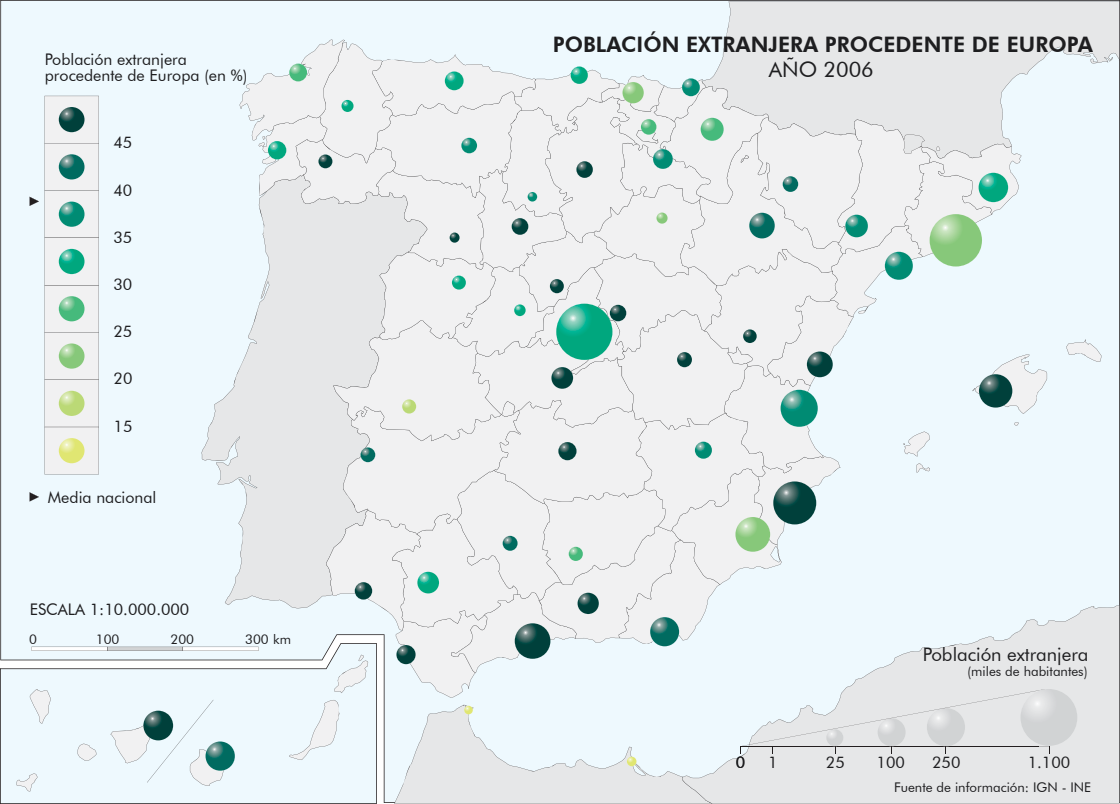 POBLACIÓN EXTRANJERA PROCEDENTE DE EUROPA
AÑO 2006
Población extranjera
procedente de Europa (en %)
45
40
35
30
25
20
15
Media nacional
ESCALA 1:10.000.000
0 100 200 300 km
Población extranjera
(miles de habitantes)
0 1 25 100 250 1.100
Fuente de información: IGN - INE